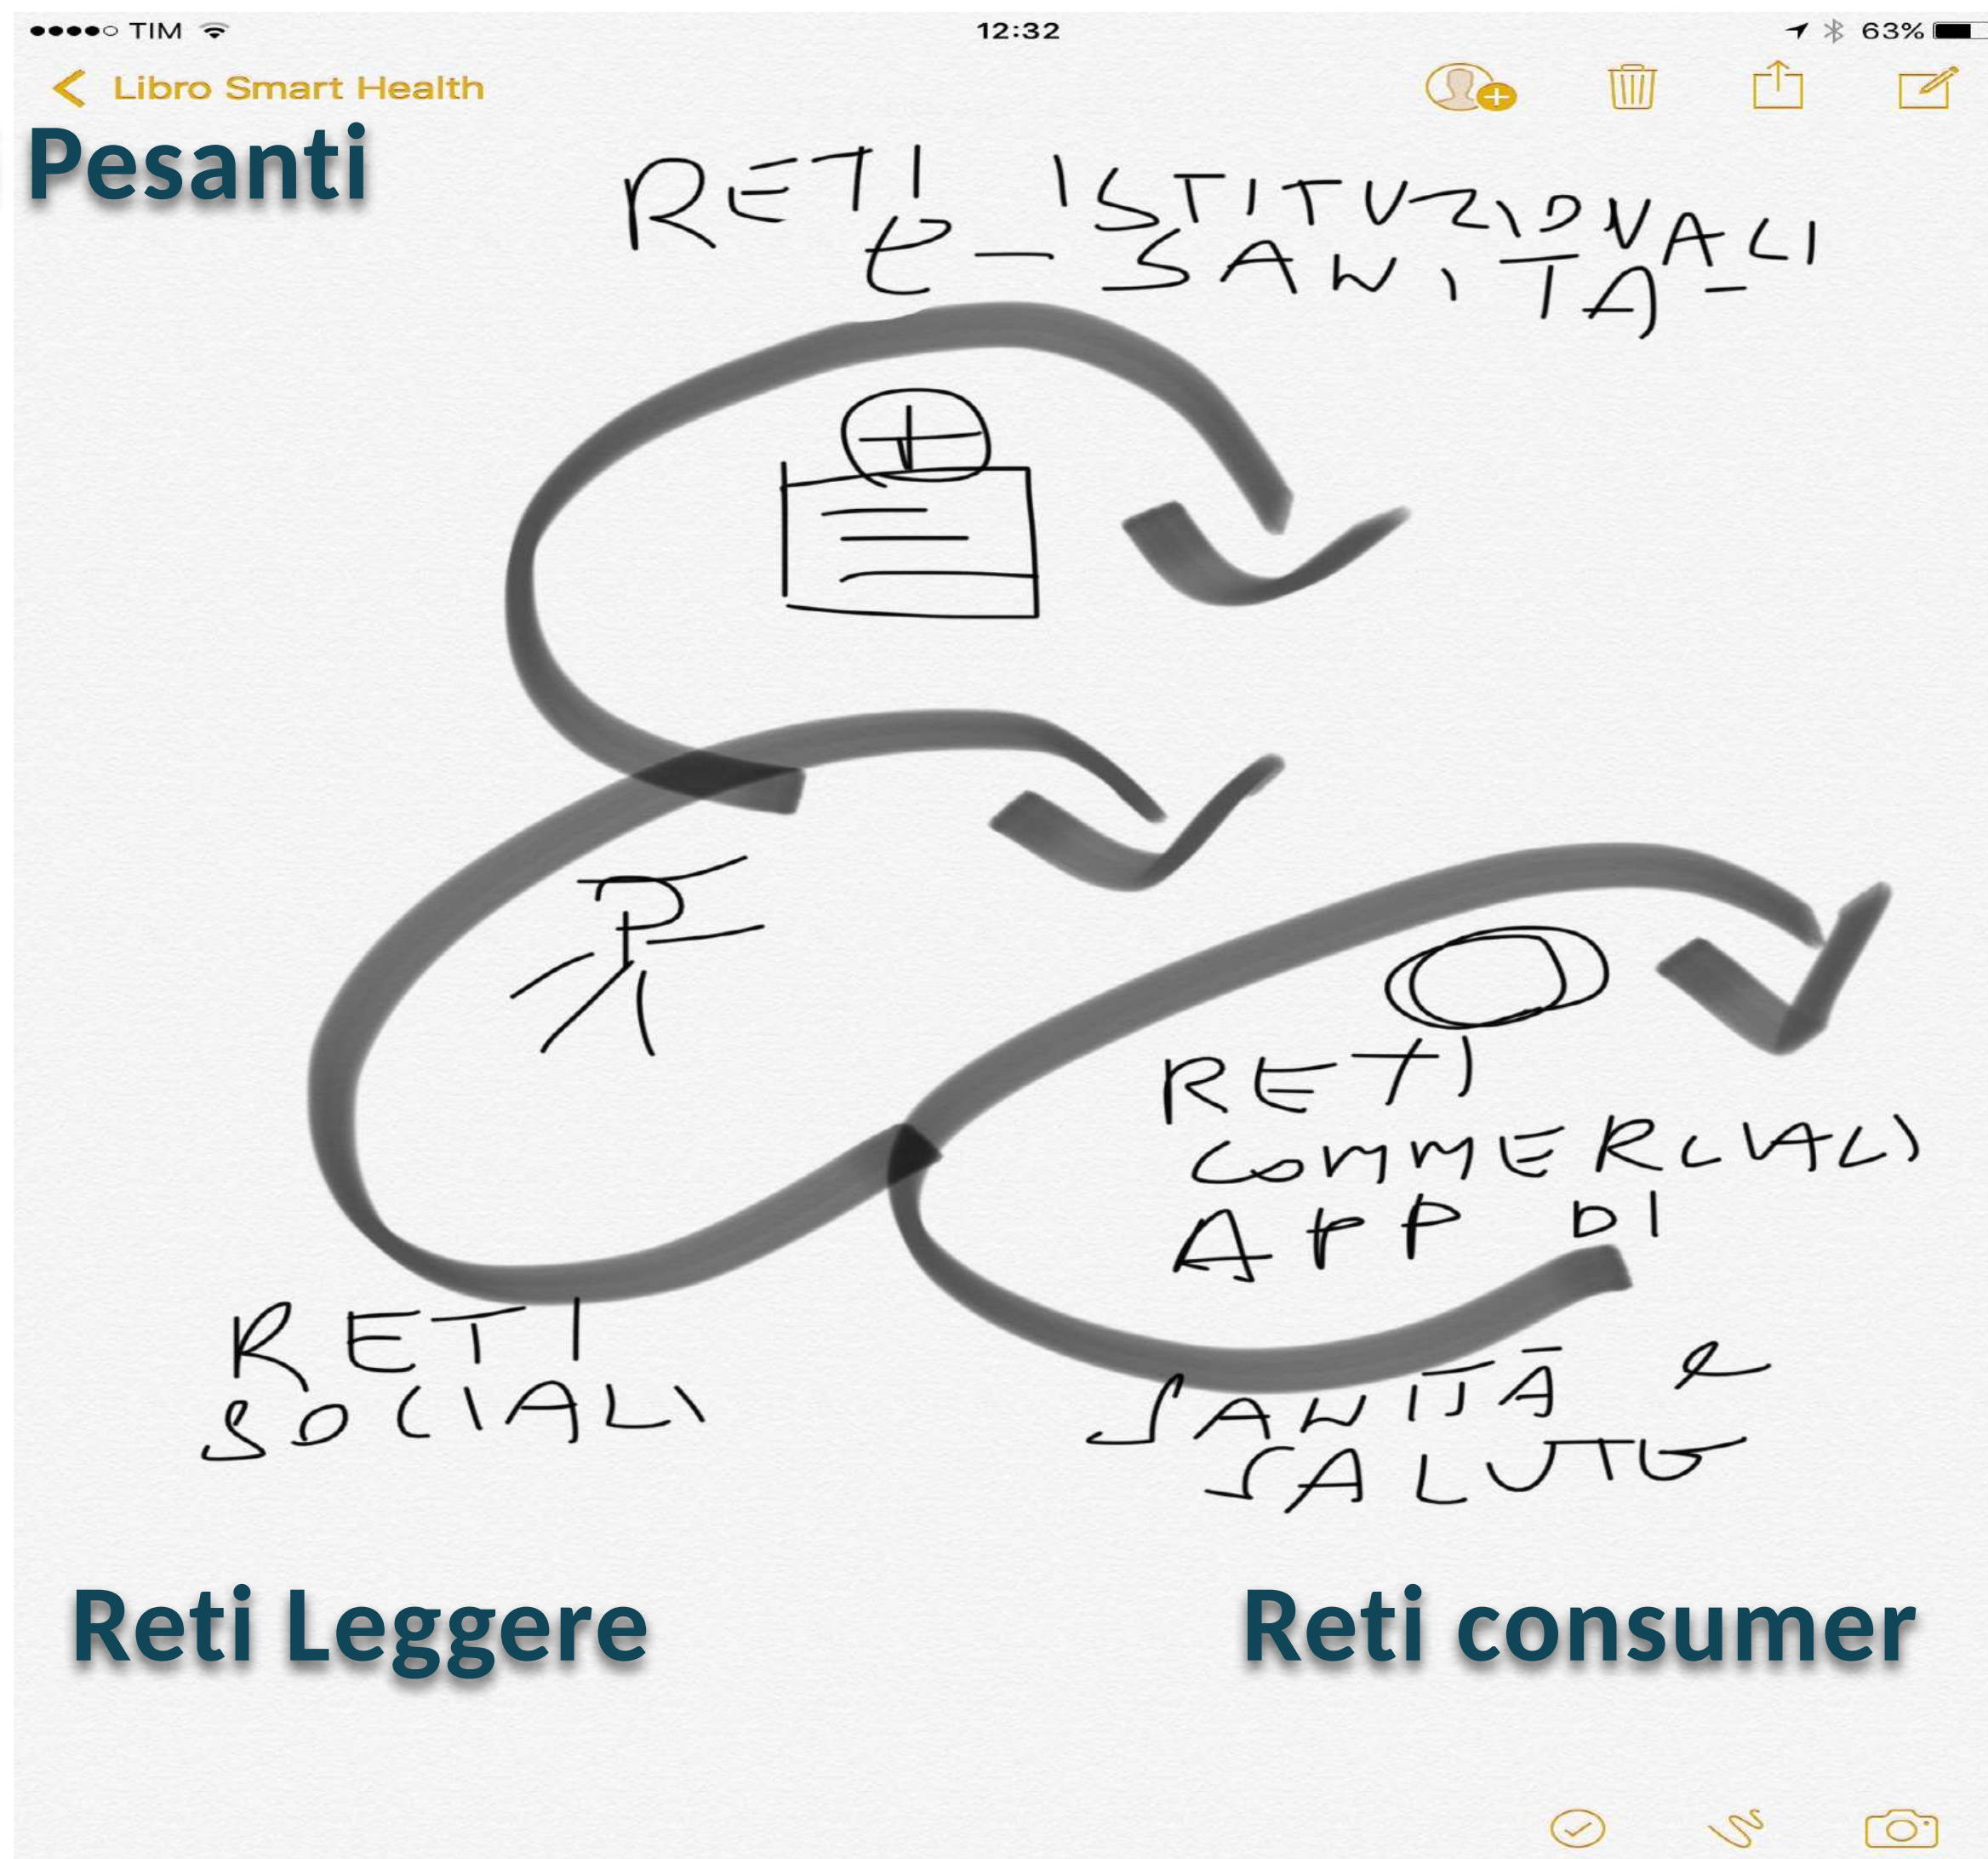 TIM 12:32 63%
Libro Smart Health
Pesanti
RETI ISTITUZIONALI
e-SANITA-
RETI
COMMERCIALI
APP DI
SANITÀ e
SALUTE
RETI
SOCIALI
Reti Leggere
Reti consumer